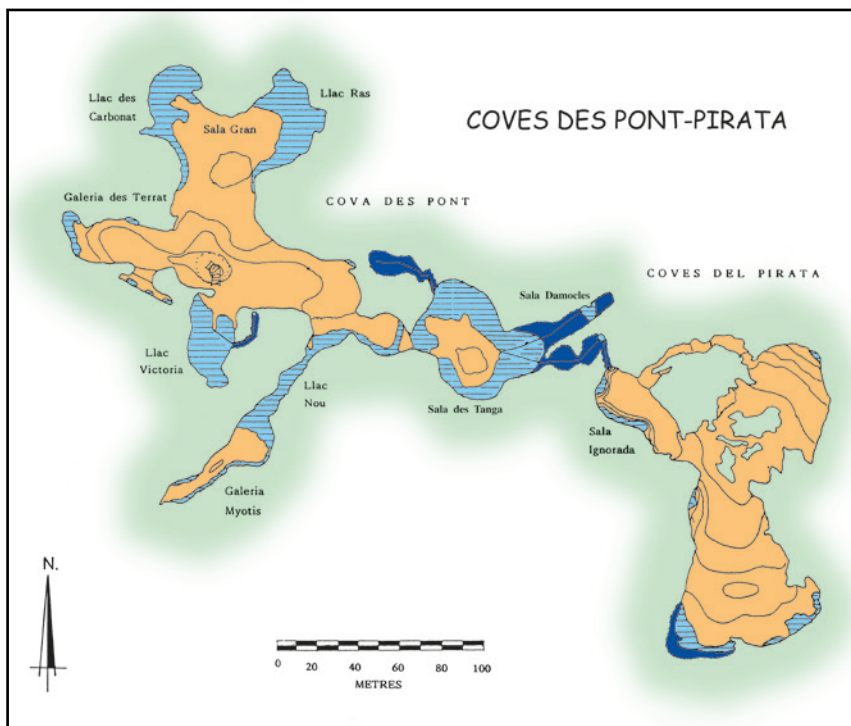 COVES DES PONT-PIRATA
Llac des
Carbonat
Llac Ras
Sala Gran
Galeria des Terrat
COVA DES PONT
COVES DEL PIRATA
Sala Damocles
Llac
Victoria
Llac
Nou
Sala des Tanga
Sala
Ignorada
Galeria
Myotis
N.
0 20 40 60 80 100
METRES